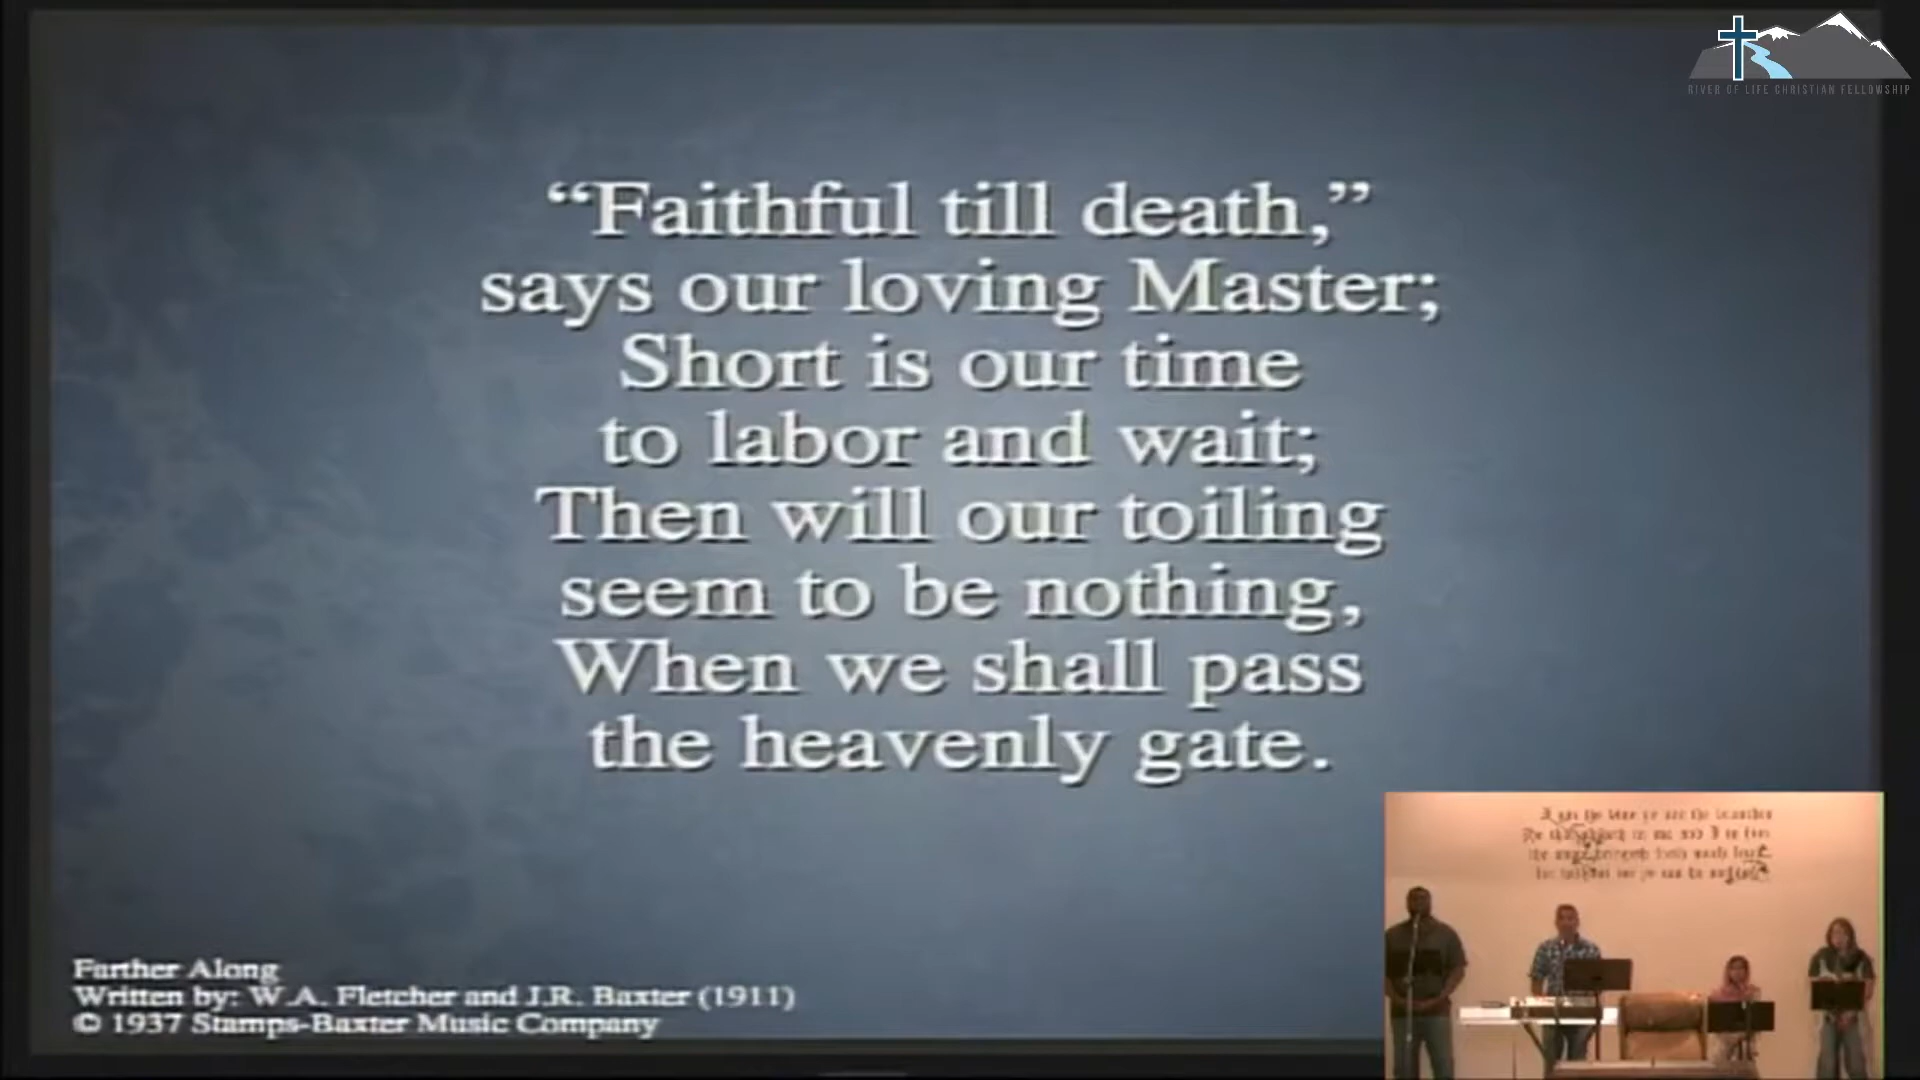 RIVER OF LIFE CHRISTIAN FELLOWSHIP
“Faithful till death,”
says our loving Master;
Short is our time
to labor and wait;
Then will our toiling
seem to be nothing,
When we shall pass
the heavenly gate.
Farther Along
Written by: W.A. Fletcher and J.R. Baxter (1911)
© 1937 Stamps-Baxter Music Company